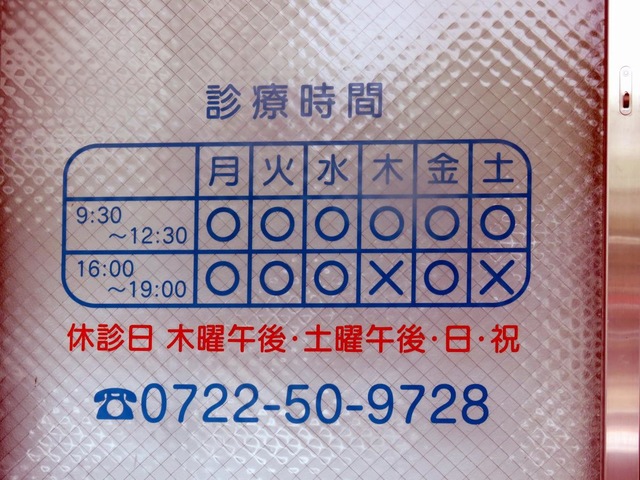 診療時間
月 火 水 木 金 土
9:30～12:30 ○ ○ ○ ○ ○ ○
16:00～19:00 ○ ○ ○ × ○ ×
休診日 木曜午後・土曜午後・日・祝
☎0722-50-9728